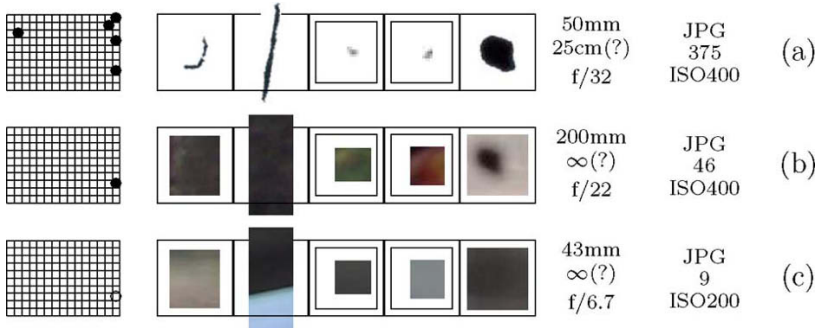 50mm
25cm(?)
f/32
JPG
375
ISO400
(a)
200mm
∞(?)
f/22
JPG
46
ISO400
(b)
43mm
∞(?)
f/6.7
JPG
9
ISO200
(c)